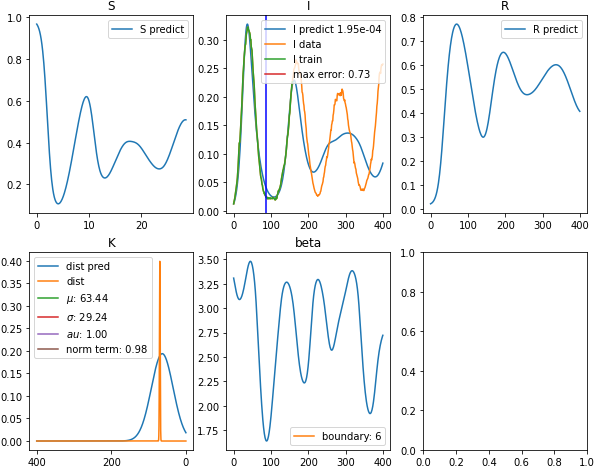 S
I
R
S predict
I predict 1.95e-04
I data
I train
max error: 0.73
R predict
1.0
0.8
0.6
0.4
0.2
0.30
0.25
0.20
0.15
0.10
0.05
0.00
0.8
0.7
0.6
0.5
0.4
0.3
0.2
0.1
0.0
0 10 20
0 100 200 300 400
0 100 200 300 400
K
beta
dist pred
dist
μ: 63.44
σ: 29.24
au: 1.00
norm term: 0.98
boundary: 6
0.40
0.35
0.30
0.25
0.20
0.15
0.10
0.05
0.00
3.50
3.25
3.00
2.75
2.50
2.25
2.00
1.75
1.0
0.8
0.6
0.4
0.2
0.0
400 200 0
0 100 200 300 400
0.0 0.2 0.4 0.6 0.8 1.0